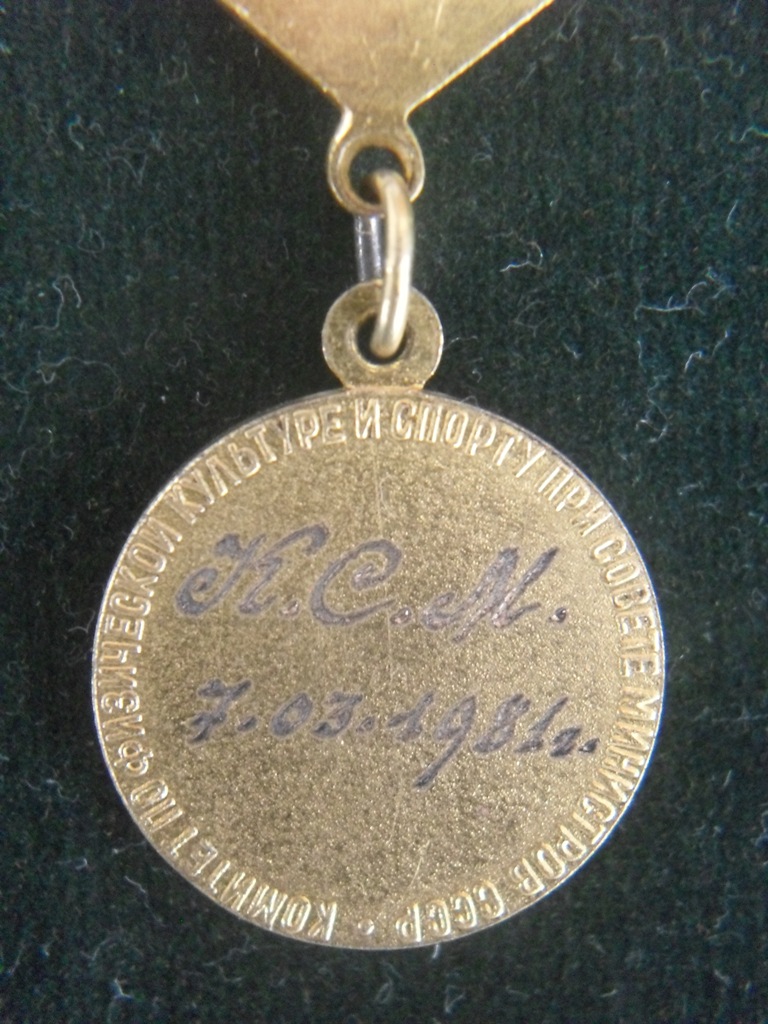 КОМИТЕТ ПО ФИЗИЧЕСКОЙ КУЛЬТУРЕ И СПОРТУ ПРИ СОВЕТЕ МИНИСТРОВ СССР •
К. С. М.
7.03.1981г.